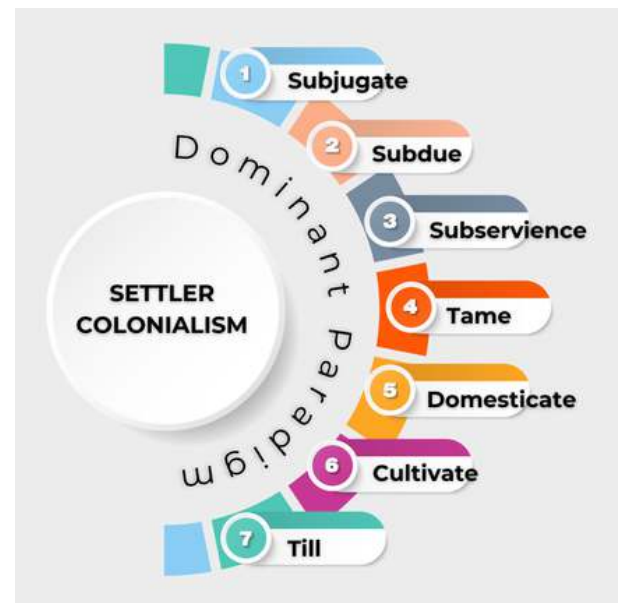 SETTLER
COLONIALISM
Dominant Paradigm
1
Subjugate
2
Subdue
3
Subservience
4
Tame
5
Domesticate
6
Cultivate
7
Till